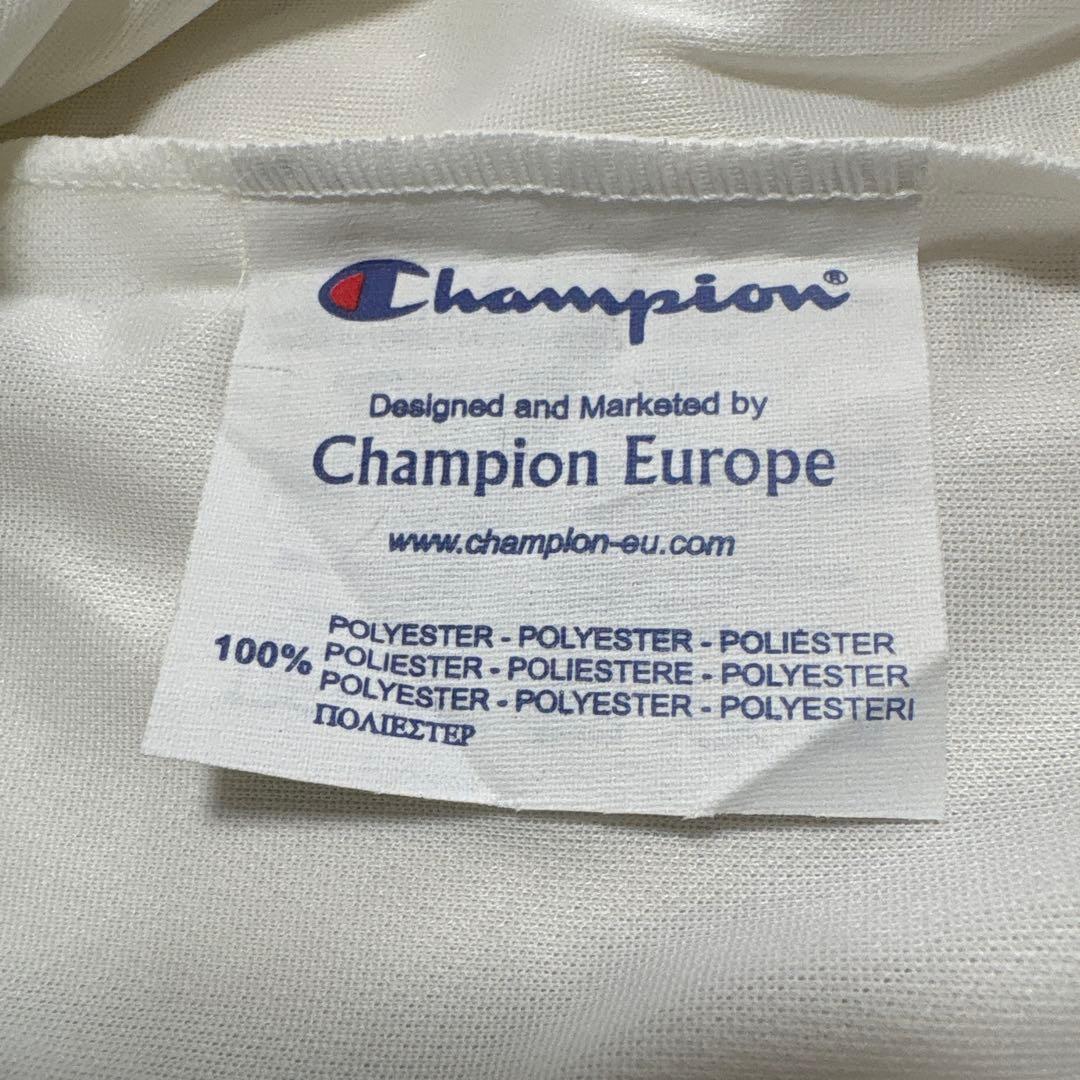 Champion®
Designed and Marketed by
Champion Europe
www.champion-eu.com
100%
POLYESTER - POLYESTER - POLIÉSTER
POLIESTER - POLIESTERE - POLYESTER
POLYESTER - POLYESTER - POLYESTERI
ΠΟΛΙΕΣΤΕΡ